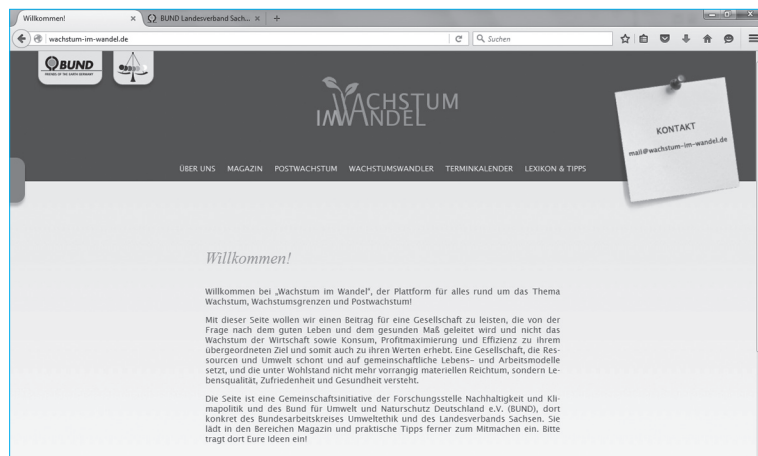 Willkommen!
BUND Landesverband Sach...
wachstum-im-wandel.de
Suchen
BUND
FRIENDS OF THE EARTH GERMANY
WACHSTUM
IM WANDEL
KONTAKT
mail@wachstum-im-wandel.de
ÜBER UNS MAGAZIN POSTWACHSTUM WACHSTUMSWANDLER TERMINKALENDER LEXIKON & TIPPS
Willkommen!
Willkommen bei „Wachstum im Wandel“, der Plattform für alles rund um das Thema
Wachstum, Wachstumsgrenzen und Postwachstum!
Mit dieser Seite wollen wir einen Beitrag für eine Gesellschaft zu leisten, die von der
Frage nach dem guten Leben und dem gesunden Maß geleitet wird und nicht das
Wachstum der Wirtschaft sowie Konsum, Profitmaximierung und Effizienz zu ihrem
übergeordneten Ziel und somit auch zu ihren Werten erhebt. Eine Gesellschaft, die Res-
sourcen und Umwelt schont und auf gemeinschaftliche Lebens- und Arbeitsmodelle
setzt, und die unter Wohlstand nicht mehr vorrangig materiellen Reichtum, sondern Le-
bensqualität, Zufriedenheit und Gesundheit versteht.
Die Seite ist eine Gemeinschaftsinitiative der Forschungsstelle Nachhaltigkeit und Kli-
mapolitik und des Bund für Umwelt und Naturschutz Deutschland e.V. (BUND), dort
konkret des Bundesarbeitskreises Umweltethik und des Landesverbands Sachsen. Sie
lädt in den Bereichen Magazin und praktische Tipps ferner zum Mitmachen ein. Bitte
tragt dort Eure Ideen ein!